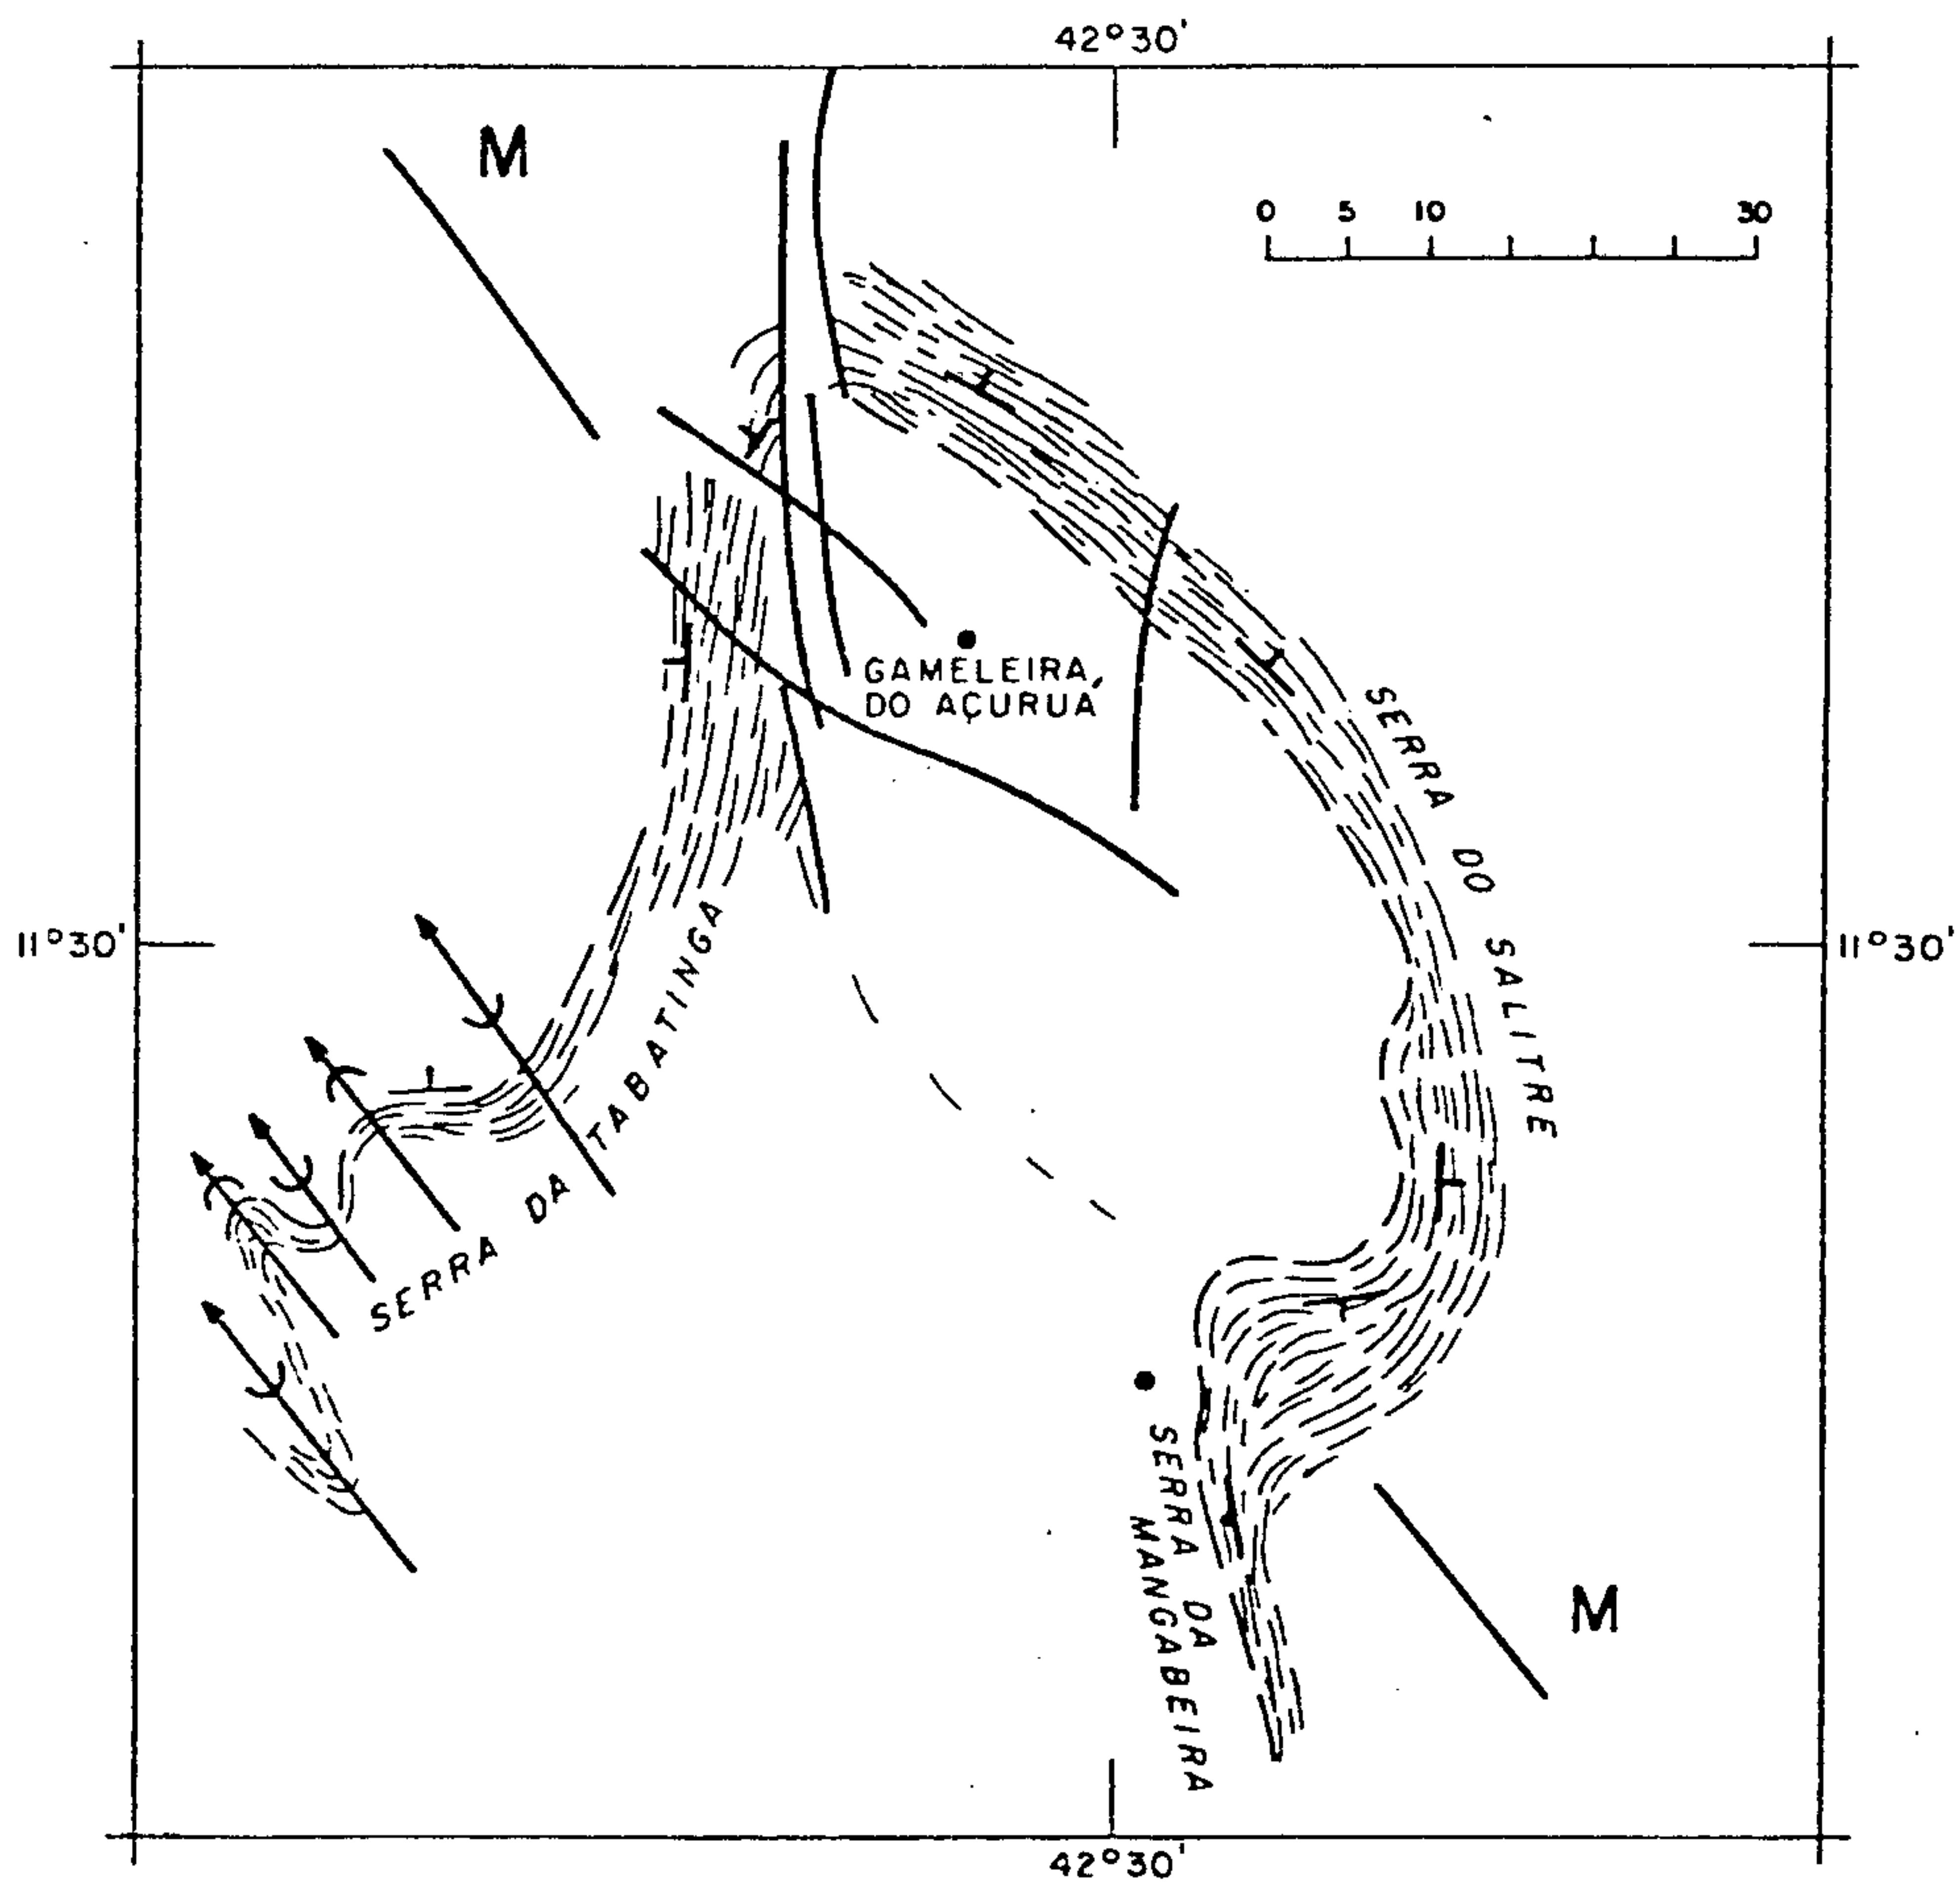 42°30'
M
0 5 10 30
GAMELEIRA
DO AÇURUÁ
SERRA DO SALITRE
11°30'
11°30'
SERRA DA TABATINGA
SERRA DA
MANGABEIRA
M
42°30'